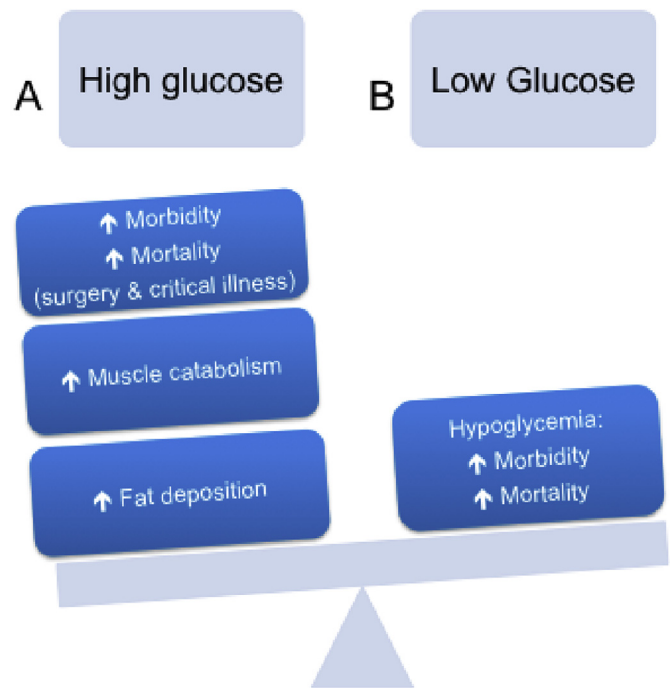 A
High glucose
B
Low Glucose
↑ Morbidity
↑ Mortality
(surgery & critical illness)
↑ Muscle catabolism
↑ Fat deposition
Hypoglycemia:
↑ Morbidity
↑ Mortality